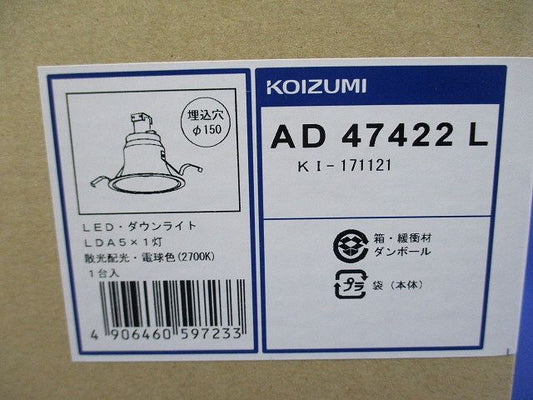 埋込穴
φ150
LED・ダウンライト
LDA5×1灯
散光配光・電球色(2700K)
1台入
4 906460 597233
KOIZUMI
AD 47422 L
KI-171121
箱・緩衝材
ダンボール
プラ
袋(本体)